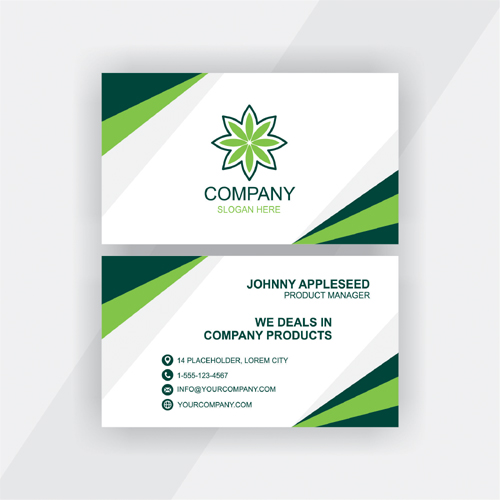 COMPANY
SLOGAN HERE
JOHNNY APPLESEED
PRODUCT MANAGER
WE DEALS IN
COMPANY PRODUCTS
14 PLACEHOLDER, LOREM CITY
1-555-123-4567
INFO@YOURCOMPANY.COM
YOURCOMPANY.COM